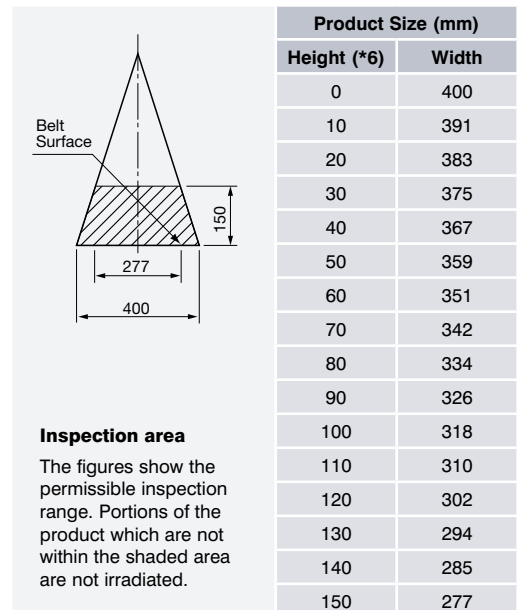 Belt
Surface
150
277
400
Inspection area
The figures show the
permissible inspection
range. Portions of the
product which are not
within the shaded area
are not irradiated.
Product Size (mm)
Height (*6) Width
0 400
10 391
20 383
30 375
40 367
50 359
60 351
70 342
80 334
90 326
100 318
110 310
120 302
130 294
140 285
150 277